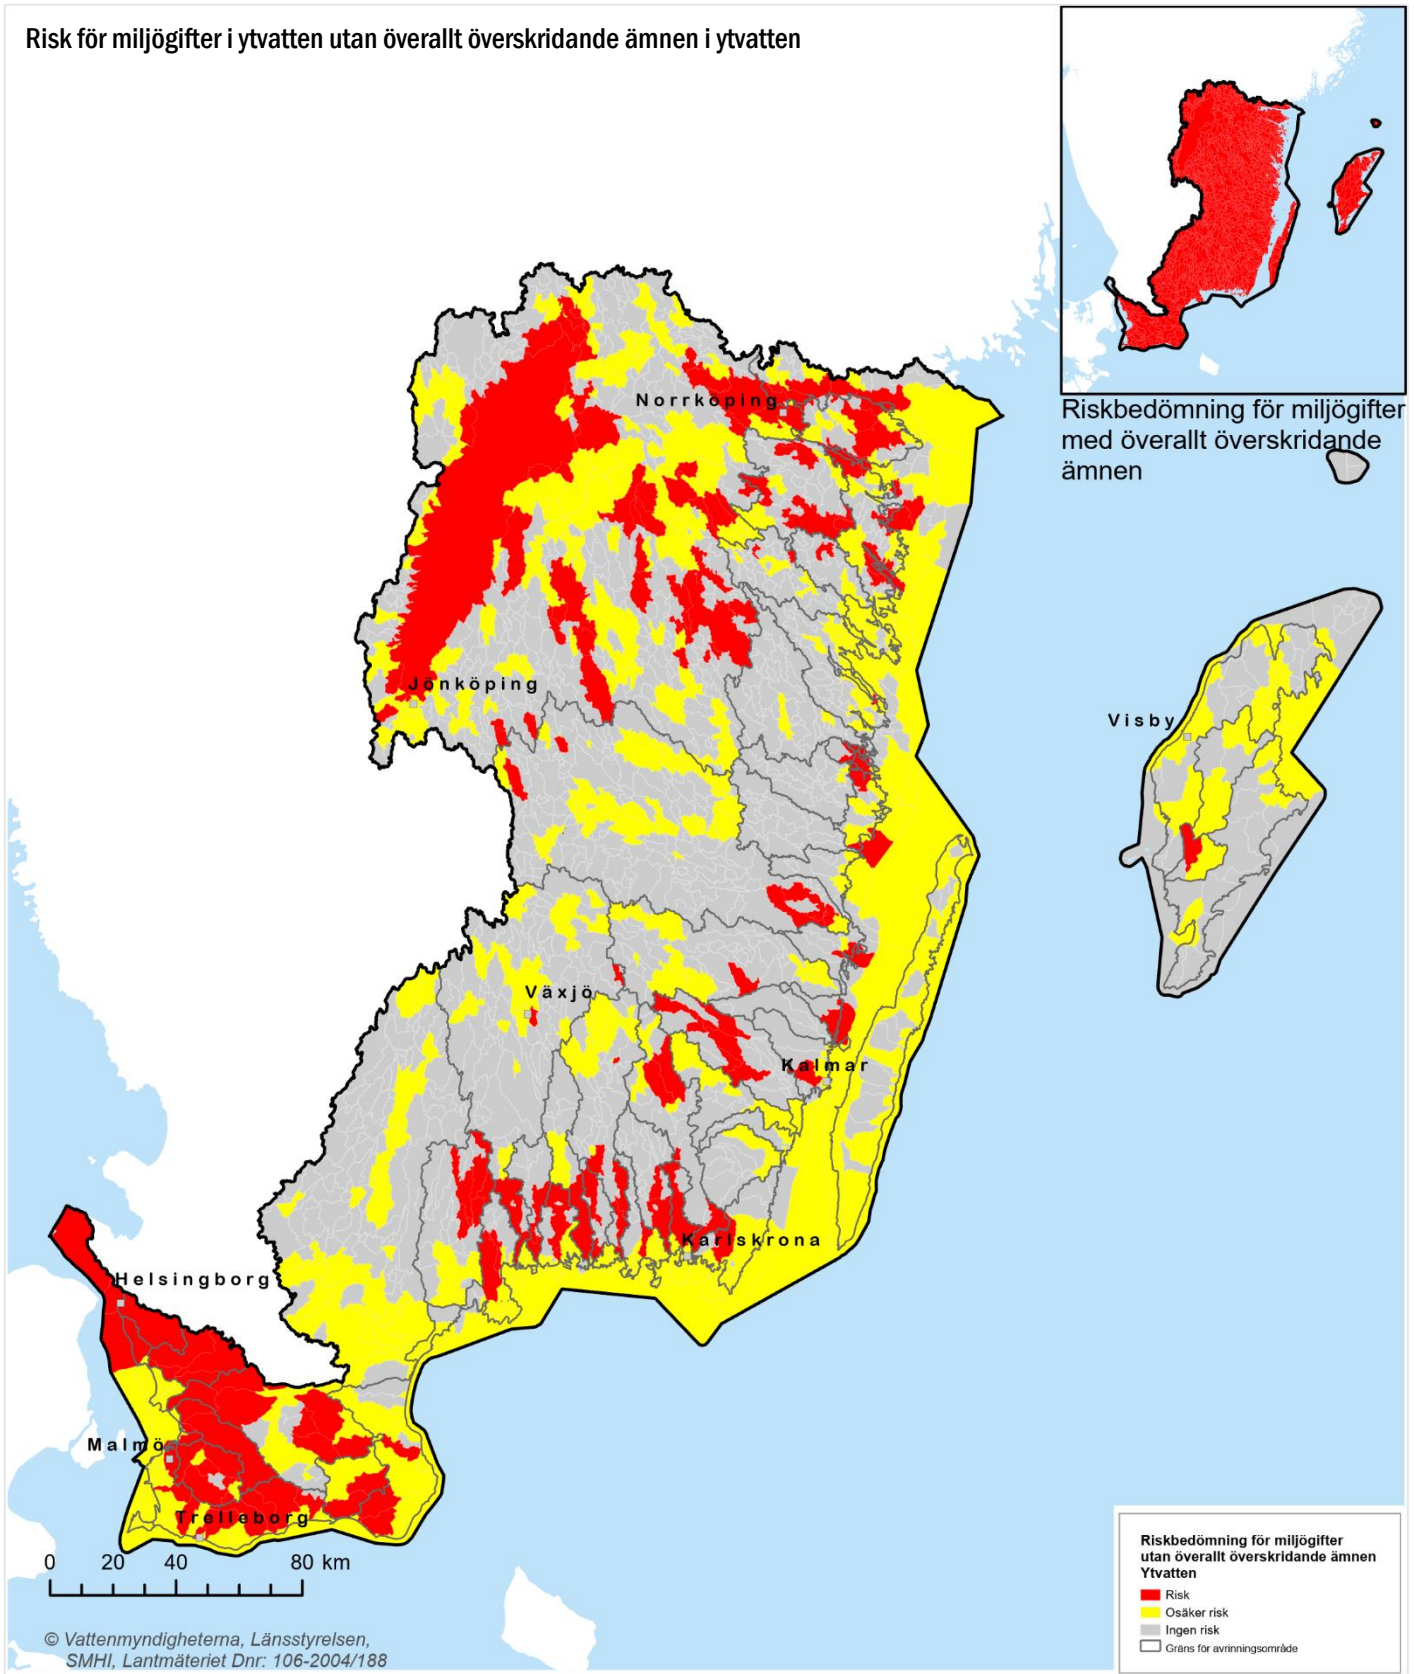 Risk för miljögifter i ytvatten utan överallt överskridande ämnen i ytvatten
Riskbedömning för miljögifter
med överallt överskridande
ämnen
Norrköping
Jönköping
Visby
Växjö
Kalmar
Karlskrona
Helsingborg
Malmö
Trelleborg
0 20 40 80 km
© Vattenmyndigheterna, Länsstyrelsen,
SMHI, Lantmäteriet Dnr: 106-2004/188
Riskbedömning för miljögifter
utan överallt överskridande ämnen
Ytvatten
Risk
Osäker risk
Ingen risk
Gräns för avrinningsområde